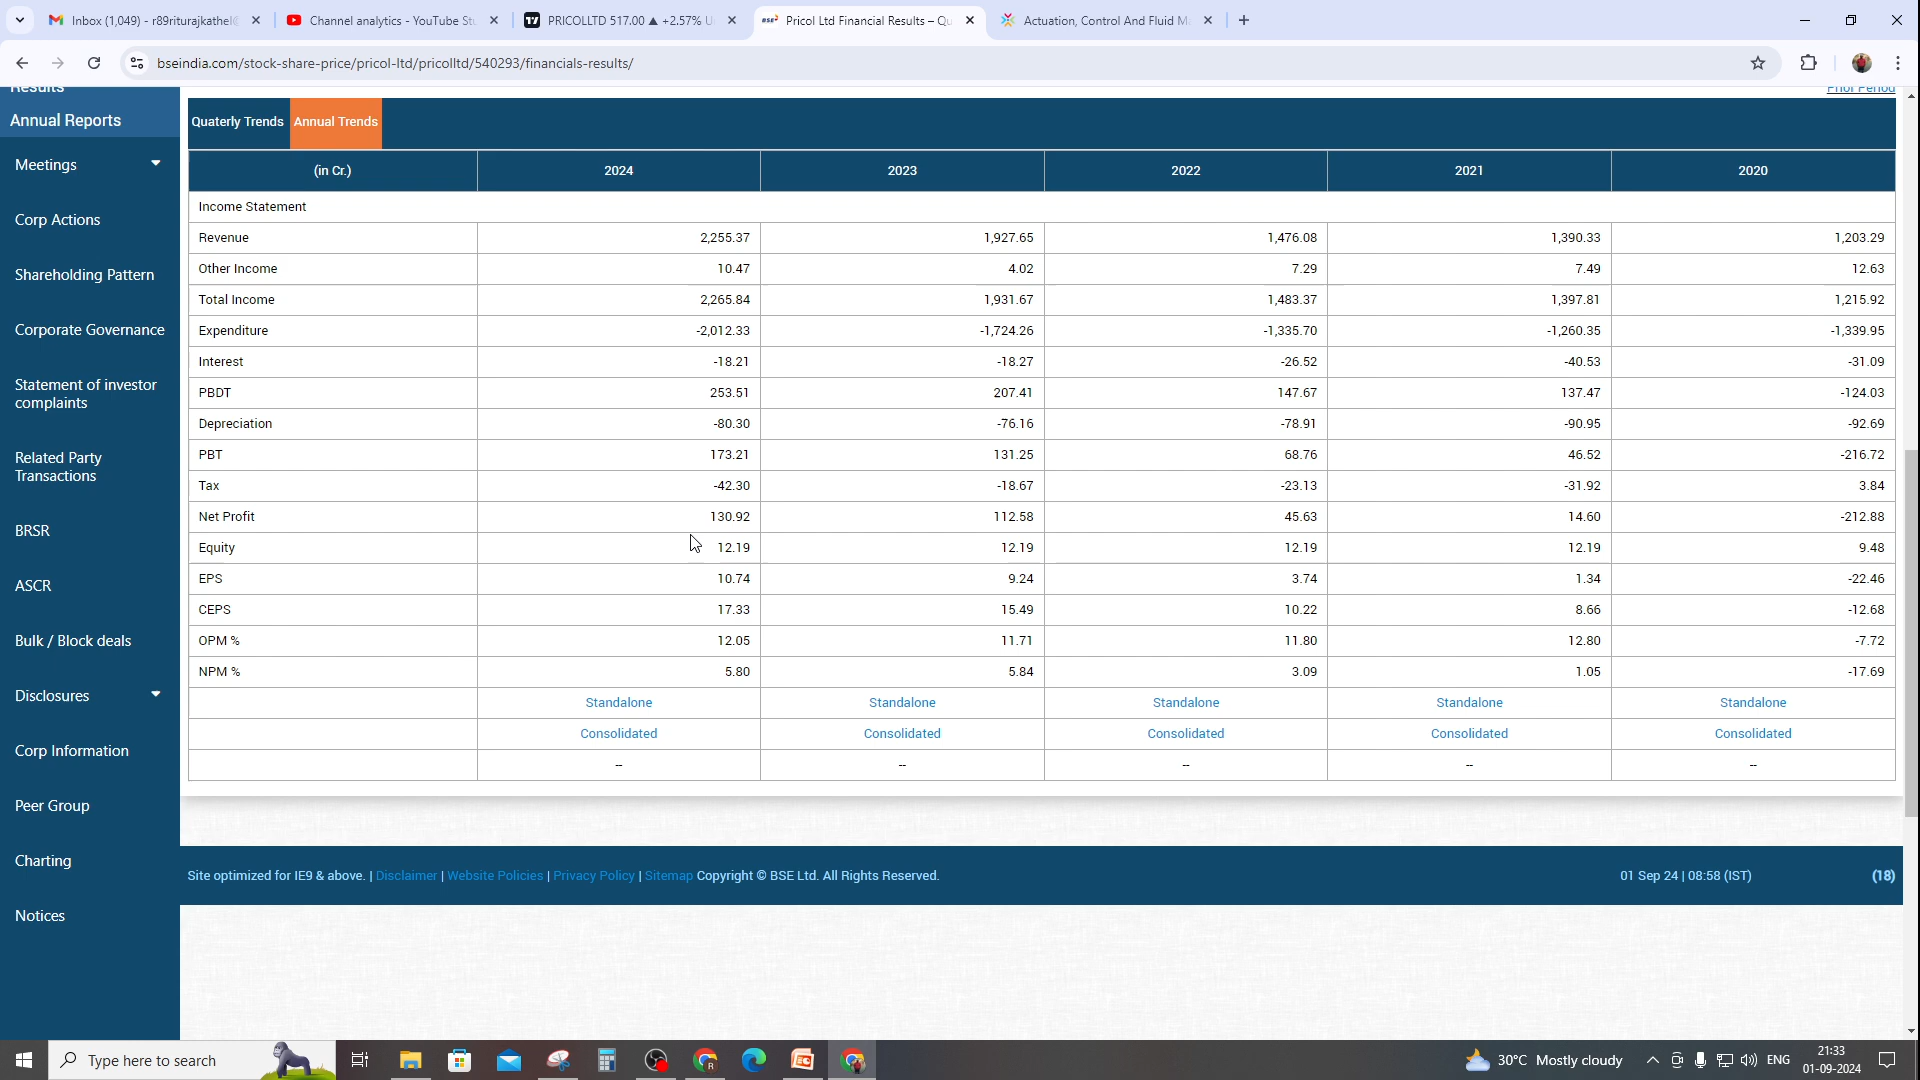 Inbox (1,049) - r89riturajkathel
Channel analytics - YouTube Stu
PRICOLLTD 517.00 ▲ +2.57% U
Pricol Ltd Financial Results – Qu
Actuation, Control And Fluid M
bseindia.com/stock-share-price/pricol-ltd/pricolltd/540293/financials-results/
Results
Annual Reports
Meetings
Corp Actions
Shareholding Pattern
Corporate Governance
Statement of investor
complaints
Related Party
Transactions
BRSR
ASCR
Bulk / Block deals
Disclosures
Corp Information
Peer Group
Charting
Notices
Prior Period
Quaterly Trends Annual Trends
(in Cr.) 2024 2023 2022 2021 2020
Income Statement
Revenue 2,255.37 1,927.65 1,476.08 1,390.33 1,203.29
Other Income 10.47 4.02 7.29 7.49 12.63
Total Income 2,265.84 1,931.67 1,483.37 1,397.81 1,215.92
Expenditure -2,012.33 -1,724.26 -1,335.70 -1,260.35 -1,339.95
Interest -18.21 -18.27 -26.52 -40.53 -31.09
PBDT 253.51 207.41 147.67 137.47 -124.03
Depreciation -80.30 -76.16 -78.91 -90.95 -92.69
PBT 173.21 131.25 68.76 46.52 -216.72
Tax -42.30 -18.67 -23.13 -31.92 3.84
Net Profit 130.92 112.58 45.63 14.60 -212.88
Equity 12.19 12.19 12.19 12.19 9.48
EPS 10.74 9.24 3.74 1.34 -22.46
CEPS 17.33 15.49 10.22 8.66 -12.68
OPM % 12.05 11.71 11.80 12.80 -7.72
NPM % 5.80 5.84 3.09 1.05 -17.69
Standalone Standalone Standalone Standalone Standalone
Consolidated Consolidated Consolidated Consolidated Consolidated
-- -- -- -- --
Site optimized for IE9 & above. | Disclaimer | Website Policies | Privacy Policy | Sitemap Copyright © BSE Ltd. All Rights Reserved. 01 Sep 24 | 08:58 (IST) (18)
Type here to search
30°C Mostly cloudy
ENG
21:33
01-09-2024